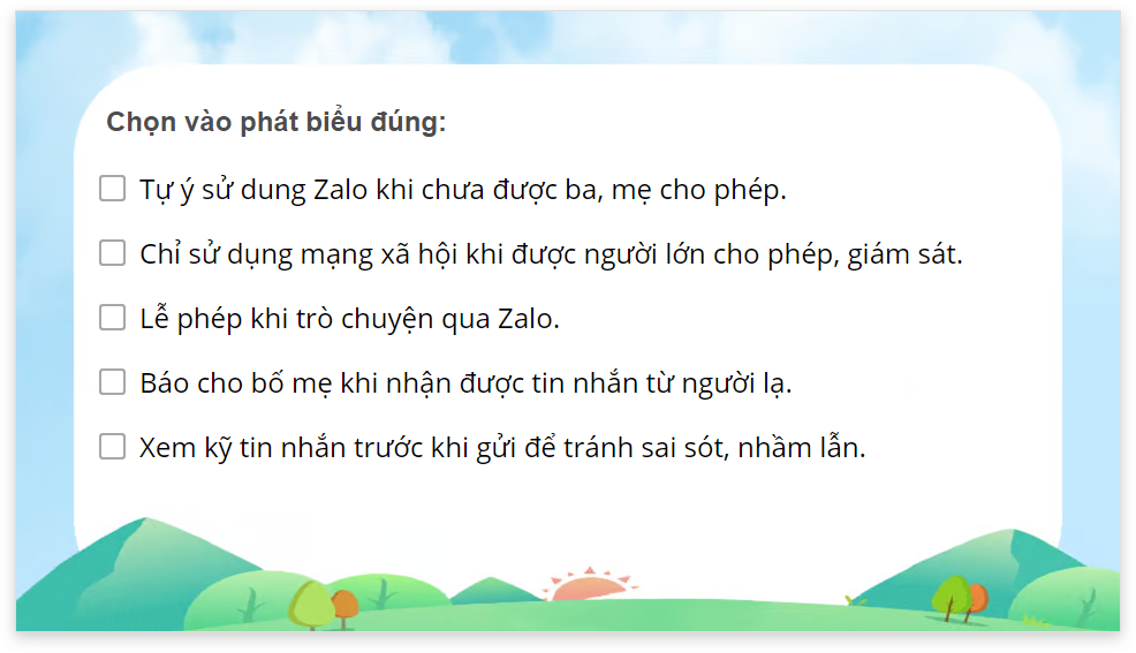 Chọn vào phát biểu đúng:
Tự ý sử dung Zalo khi chưa được ba, mẹ cho phép.
Chỉ sử dụng mạng xã hội khi được người lớn cho phép, giám sát.
Lễ phép khi trò chuyện qua Zalo.
Báo cho bố mẹ khi nhận được tin nhắn từ người lạ.
Xem kỹ tin nhắn trước khi gửi để tránh sai sót, nhầm lẫn.